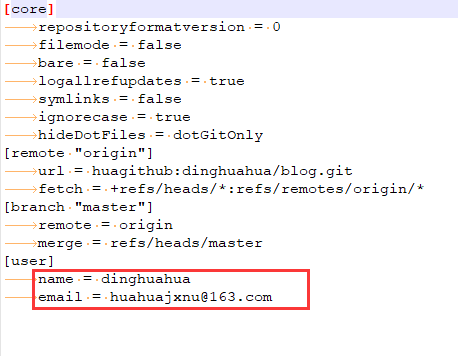 [core]
repositoryformatversion = 0
filemode = false
bare = false
logallrefupdates = true
symlinks = false
ignorecase = true
hideDotFiles = dotGitOnly
[remote "origin"]
url = huagithub:dinghuahua/blog.git
fetch = +refs/heads/*:refs/remotes/origin/*
[branch "master"]
remote = origin
merge = refs/heads/master
[user]
name = dinghuahua
email = huahuajxnu@163.com